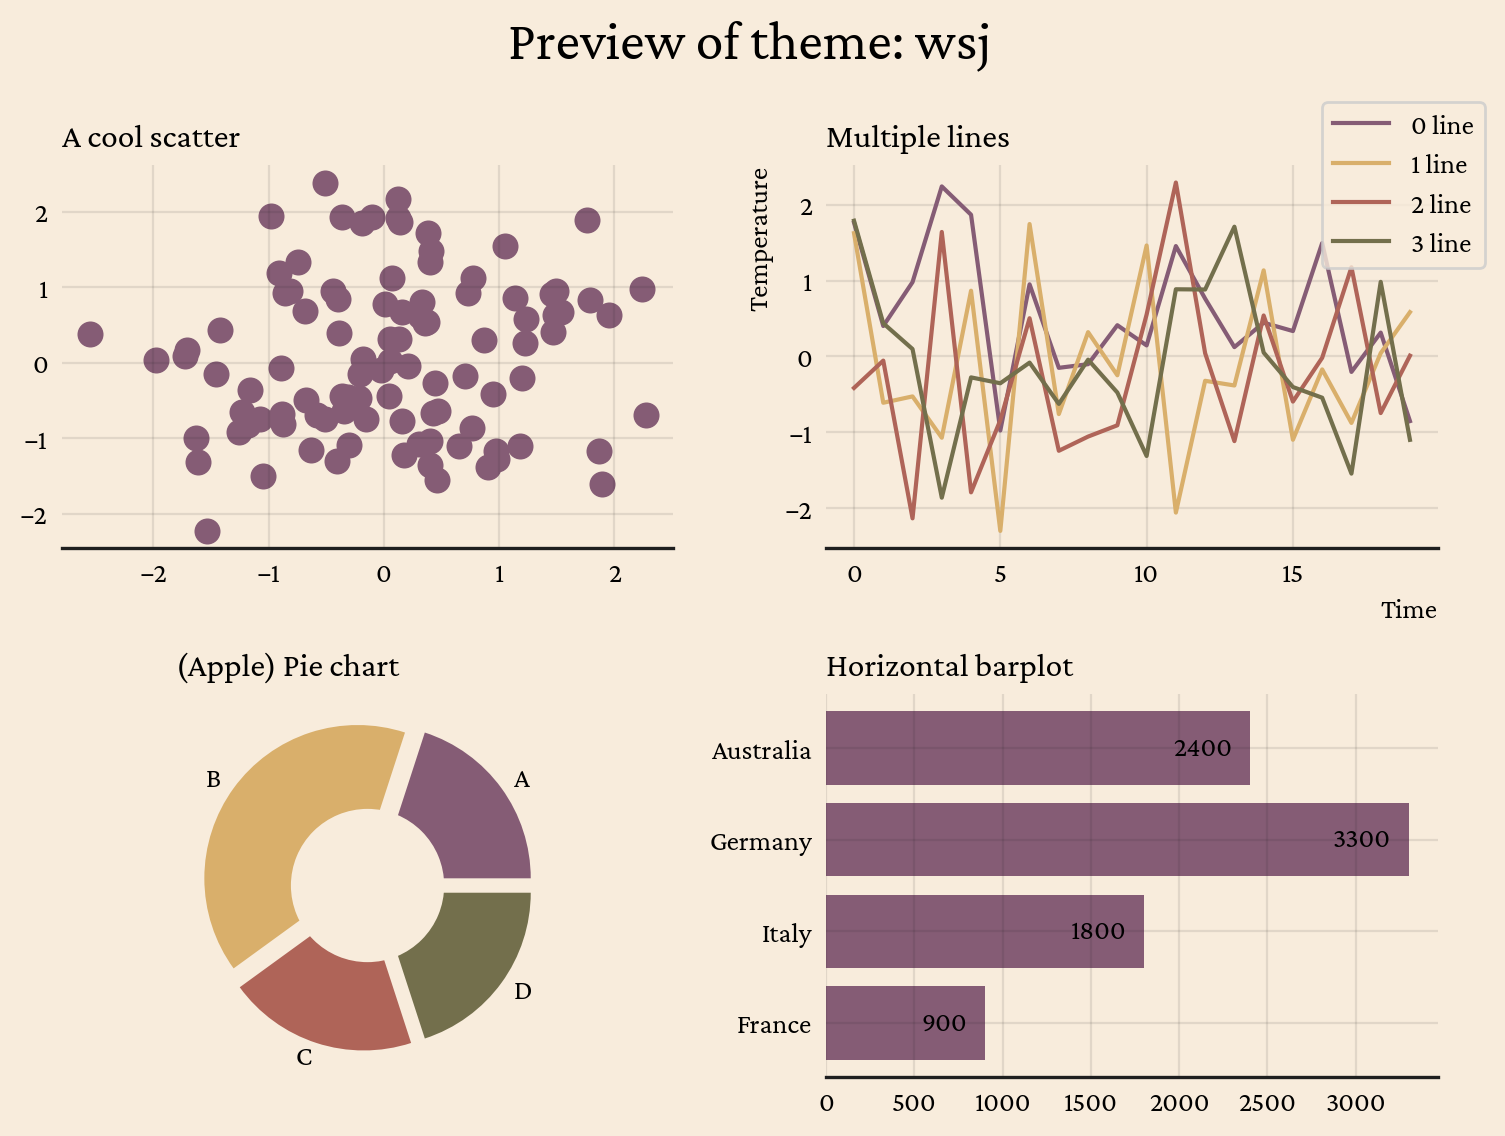 Preview of theme: wsj
A cool scatter
2
1
0
−1
−2
−2 −1 0 1 2
Multiple lines
Temperature
2
1
0
−1
−2
0 5 10 15
Time
0 line
1 line
2 line
3 line
(Apple) Pie chart
B
A
D
C
Horizontal barplot
Australia 2400
Germany 3300
Italy 1800
France 900
0 500 1000 1500 2000 2500 3000